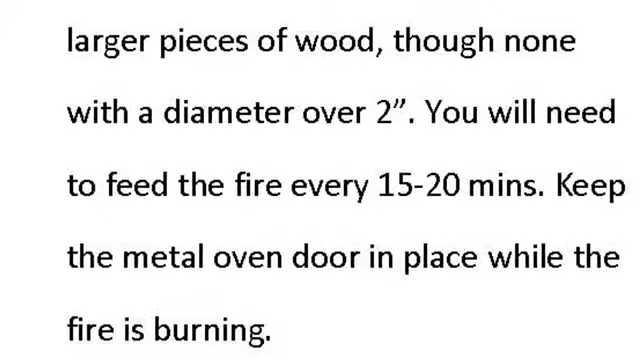 larger pieces of wood, though none
with a diameter over 2”. You will need
to feed the fire every 15-20 mins. Keep
the metal oven door in place while the
fire is burning.